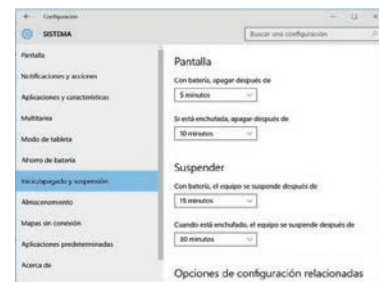 Configuración
SISTEMA
Buscar una configuración
Pantalla
Notificaciones y acciones
Aplicaciones y características
Multitarea
Modo de tableta
Ahorro de batería
Inicio/apagado y suspensión
Almacenamiento
Mapas sin conexión
Aplicaciones predeterminadas
Acerca de
Pantalla
Con batería, apagar después de
5 minutos
Si está enchufada, apagar después de
10 minutos
Suspender
Con batería, el equipo se suspende después de
15 minutos
Cuando está enchufado, el equipo se suspende después de
30 minutos
Opciones de configuración relacionadas